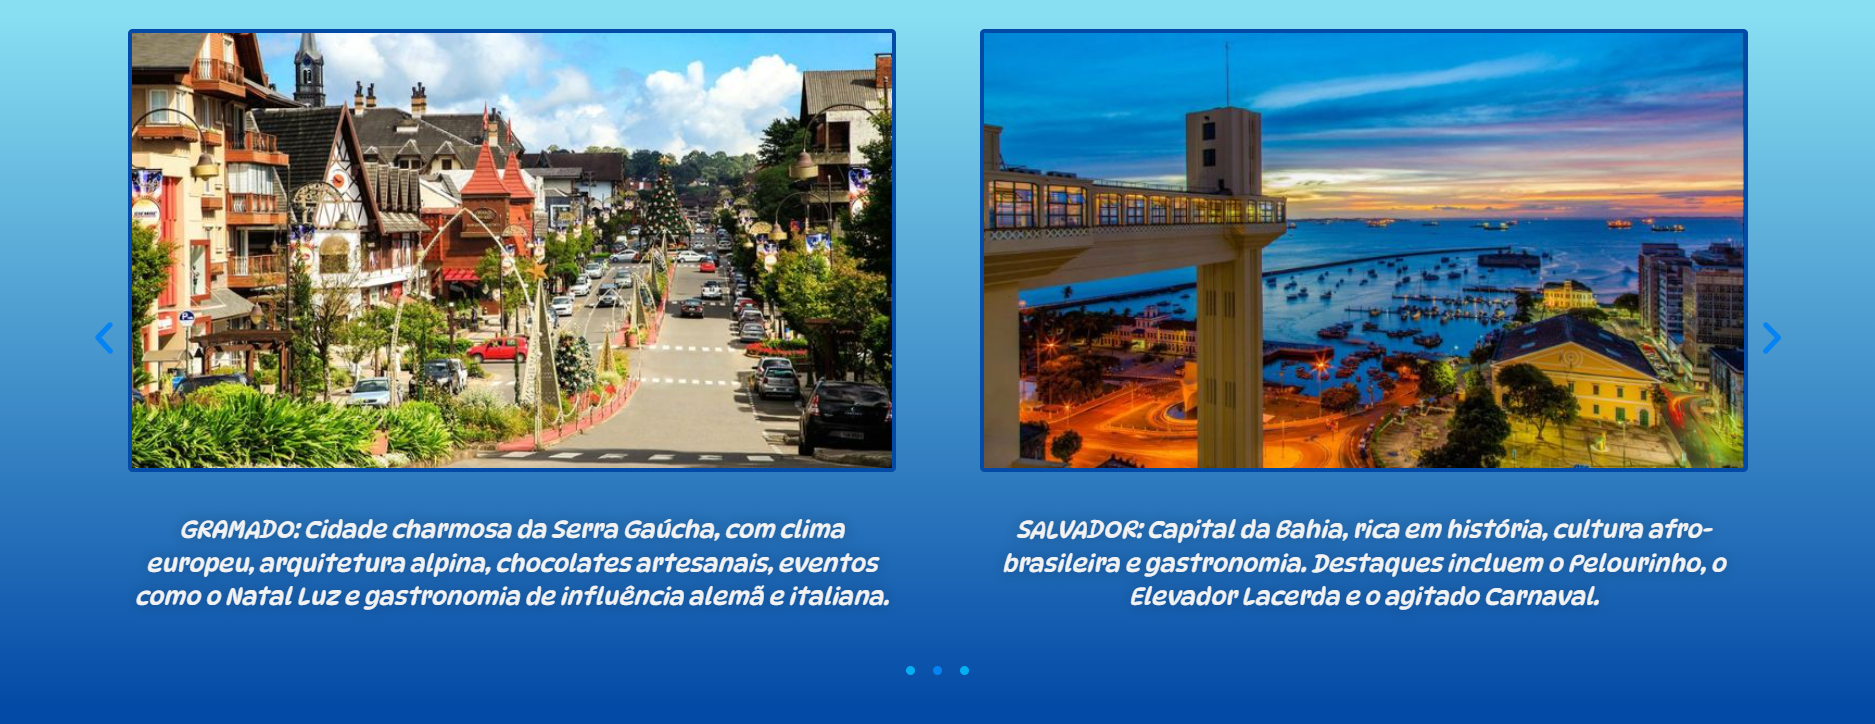 GRAMADO: Cidade charmosa da Serra Gaúcha, com clima
europeu, arquitetura alpina, chocolates artesanais, eventos
como o Natal Luz e gastronomia de influência alemã e italiana.
SALVADOR: Capital da Bahia, rica em história, cultura afro-
brasileira e gastronomia. Destaques incluem o Pelourinho, o
Elevador Lacerda e o agitado Carnaval.